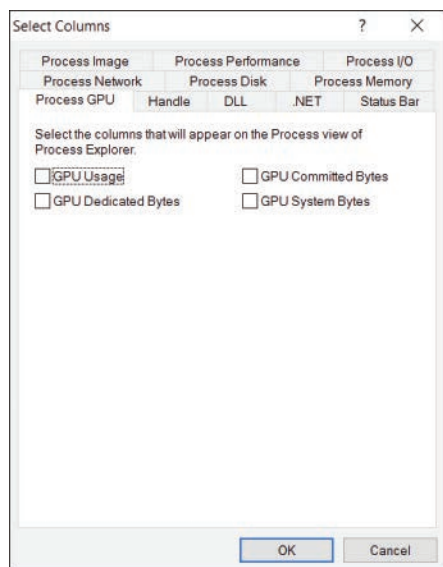 Select Columns ?
Process Image Process Performance Process I/O
Process Network Process Disk Process Memory
Process GPU Handle DLL .NET Status Bar
Select the columns that will appear on the Process view of
Process Explorer.
GPU Usage GPU Committed Bytes
GPU Dedicated Bytes GPU System Bytes
OK Cancel